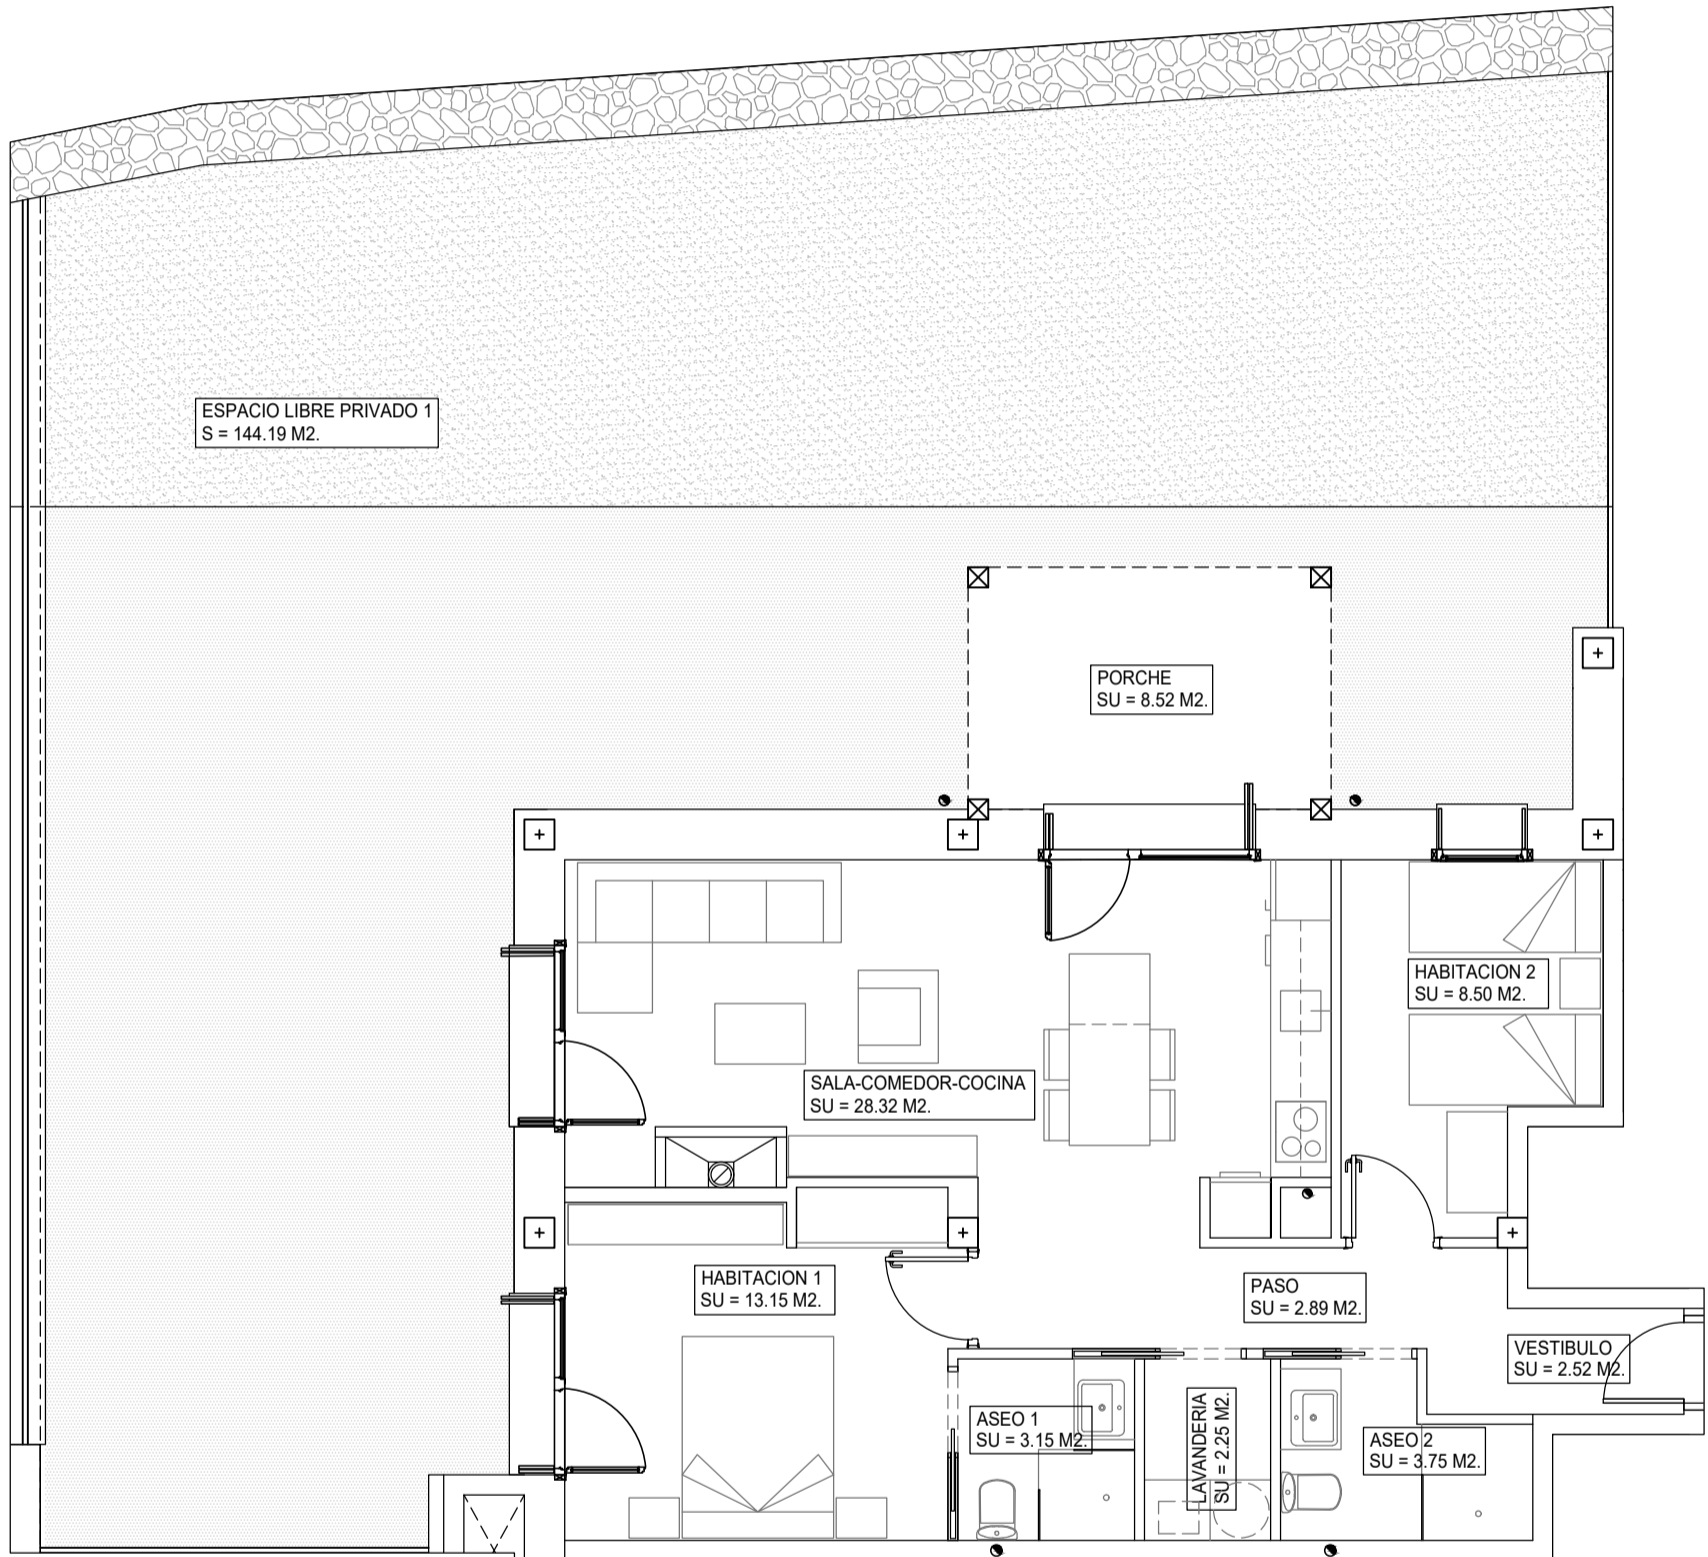 ESPACIO LIBRE PRIVADO 1
S = 144.19 M2.
PORCHE
SU = 8.52 M2.
HABITACION 2
SU = 8.50 M2.
SALA-COMEDOR-COCINA
SU = 28.32 M2.
HABITACION 1
SU = 13.15 M2.
PASO
SU = 2.89 M2.
VESTIBULO
SU = 2.52 M2.
ASEO 1
SU = 3.15 M2.
LAVANDERIA
SU = 2.25 M2.
ASEO 2
SU = 3.75 M2.